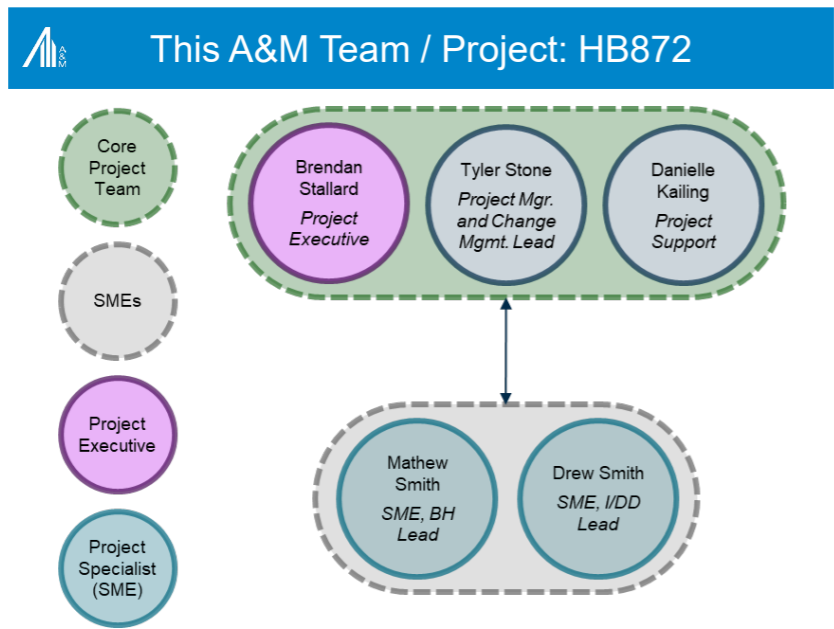 A&M
This A&M Team / Project: HB872
Core
Project
Team
SMEs
Project
Executive
Project
Specialist
(SME)
Brendan
Stallard
Project
Executive
Tyler Stone
Project Mgr.
and Change
Mgmt. Lead
Danielle
Kailing
Project
Support
Mathew
Smith
SME, BH
Lead
Drew Smith
SME, I/DD
Lead